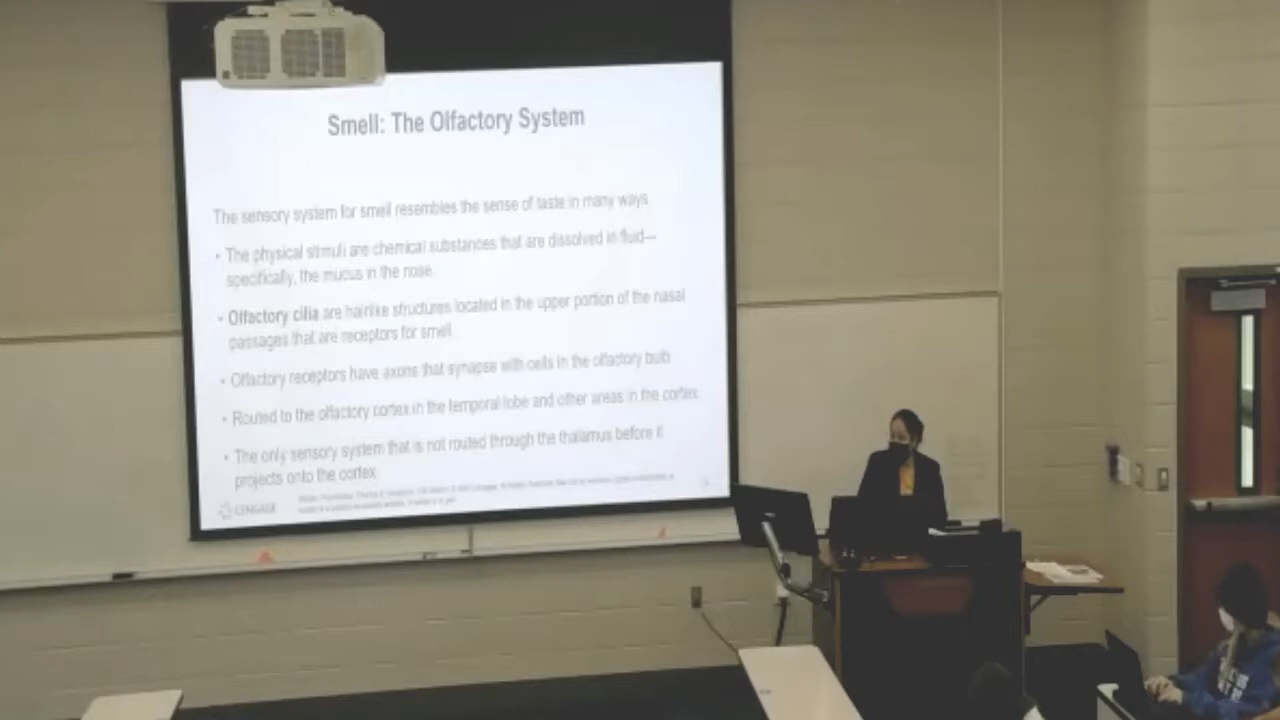 Smell: The Olfactory System
The sensory system for smell resembles the sense of taste in many ways.
• The physical stimuli are chemical substances that are dissolved in fluid—
specifically, the mucus in the nose.
• Olfactory cilia are hairlike structures located in the upper portion of the nasal
passages that are receptors for smell.
• Olfactory receptors have axons that synapse with cells in the olfactory bulb
• Routed to the olfactory cortex in the temporal lobe and other areas in the cortex.
• The only sensory system that is not routed through the thalamus before it
projects onto the cortex.
CENGAGE